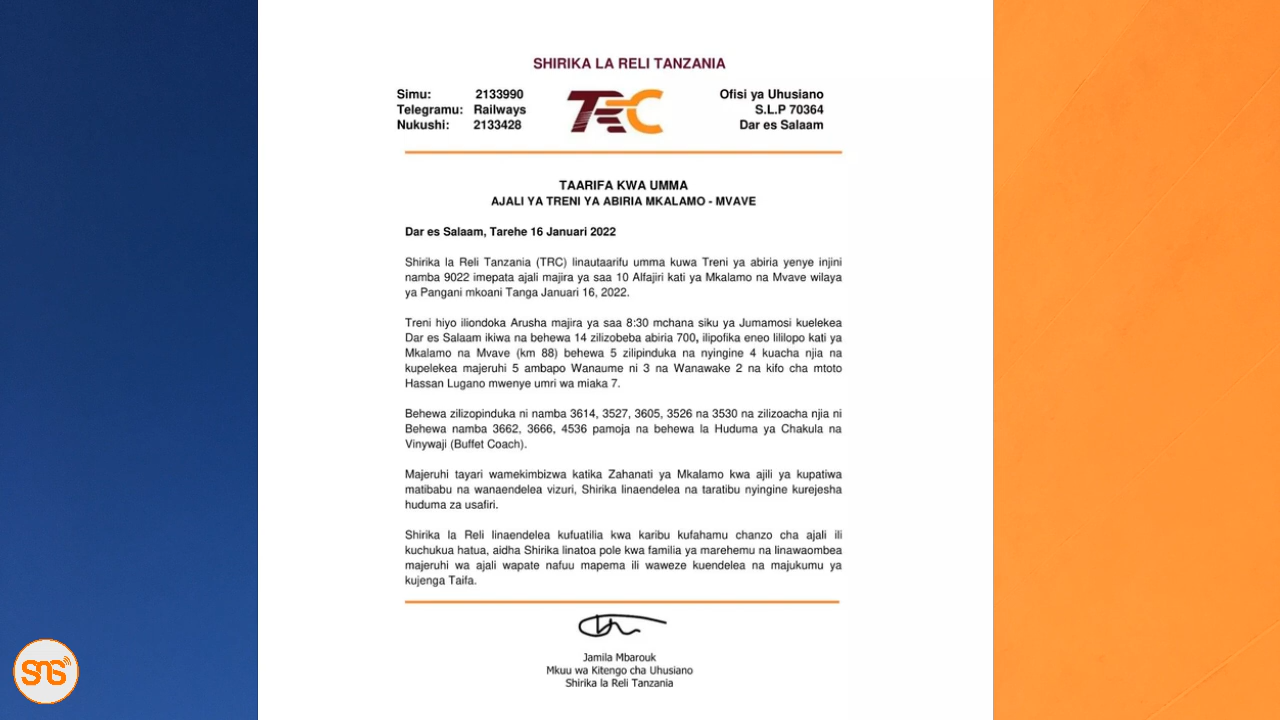 SHIRIKA LA RELI TANZANIA
Simu: 2133990
Telegramu: Railways
Nukushi: 2133428
TRC
Ofisi ya Uhusiano
S.L.P 70364
Dar es Salaam
TAARIFA KWA UMMA
AJALI YA TRENI YA ABIRIA MKALAMO - MVAVE
Dar es Salaam, Tarehe 16 Januari 2022
Shirika la Reli Tanzania (TRC) linautaarifu umma kuwa Treni ya abiria yenye injini
namba 9022 imepata ajali majira ya saa 10 Alfajiri kati ya Mkalamo na Mvave wilaya
ya Pangani mkoani Tanga Januari 16, 2022.
Treni hiyo iliondoka Arusha majira ya saa 8:30 mchana siku ya Jumamosi kuelekea
Dar es Salaam ikiwa na behewa 14 zilizobeba abiria 700, ilipofika eneo lililopo kati ya
Mkalamo na Mvave (km 88) behewa 5 zilipinduka na nyingine 4 kuacha njia na
kupelekea majeruhi 5 ambapo Wanaume ni 3 na Wanawake 2 na kifo cha mtoto
Hassan Lugano mwenye umri wa miaka 7.
Behewa zilizopinduka ni namba 3614, 3527, 3605, 3526 na 3530 na zilizoacha njia ni
Behewa namba 3662, 3666, 4536 pamoja na behewa la Huduma ya Chakula na
Vinywaji (Buffet Coach).
Majeruhi tayari wamekimbizwa katika Zahanati ya Mkalamo kwa ajili ya kupatiwa
matibabu na wanaendelea vizuri, Shirika linaendelea na taratibu nyingine kurejesha
huduma za usafiri.
Shirika la Reli linaendelea kufuatilia kwa karibu kufahamu chanzo cha ajali ili
kuchukua hatua, aidha Shirika linatoa pole kwa familia ya marehemu na linawaombea
majeruhi wa ajali wapate nafuu mapema ili waweze kuendelea na majukumu ya
kujenga Taifa.
Jamila Mbarouk
Mkuu wa Kitengo cha Uhusiano
Shirika la Reli Tanzania
SNS